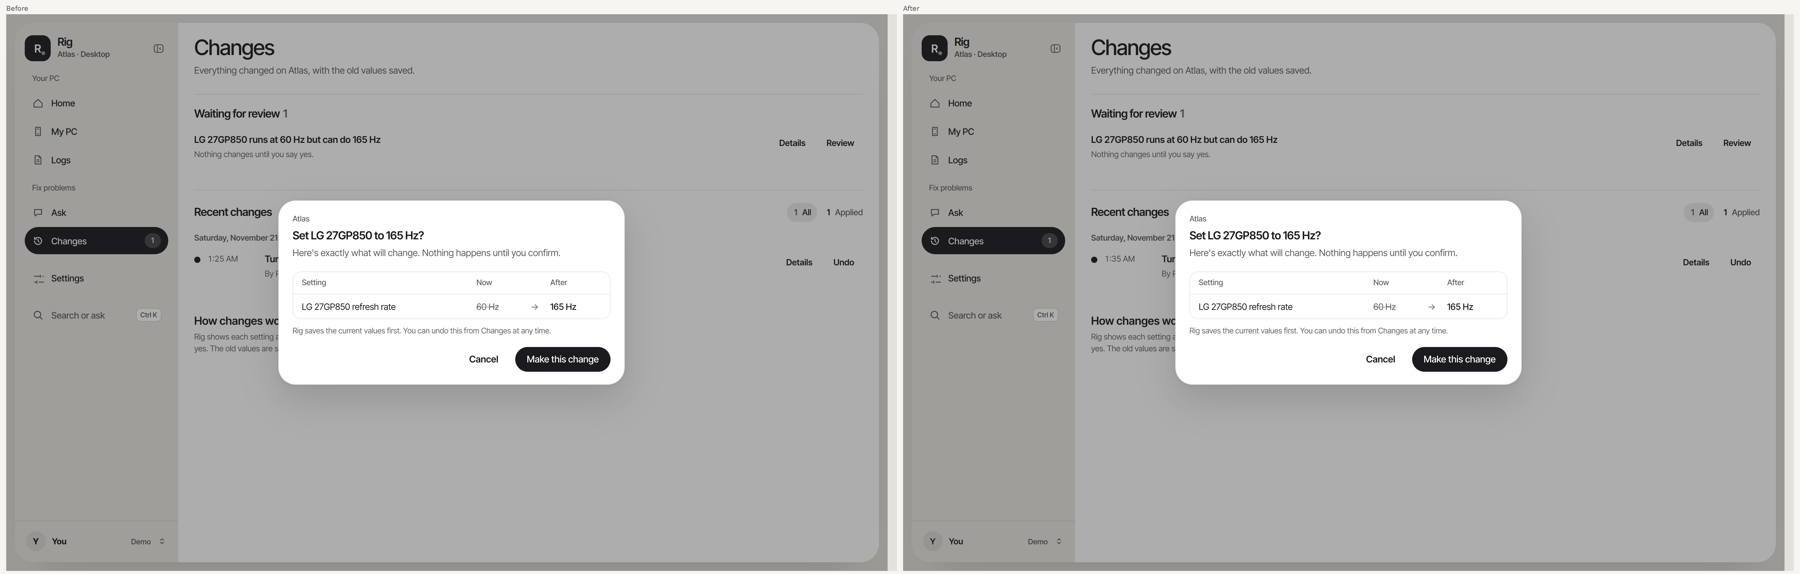 Before
R
Rig
Atlas · Desktop
Your PC
Home
My PC
Logs
Fix problems
Ask
Changes 1
Settings
Search or ask Ctrl K
Y You Demo
Changes
Everything changed on Atlas, with the old values saved.
Waiting for review 1
LG 27GP850 runs at 60 Hz but can do 165 Hz
Nothing changes until you say yes.
Details Review
Recent changes
1 All 1 Applied
Saturday, November 21
1:25 AM
Details Undo
How changes
Rig shows each setting
yes. The old values are
Atlas
Set LG 27GP850 to 165 Hz?
Here's exactly what will change. Nothing happens until you confirm.
Setting Now After
LG 27GP850 refresh rate 60 Hz → 165 Hz
Rig saves the current values first. You can undo this from Changes at any time.
Cancel Make this change
After
R
Rig
Atlas · Desktop
Your PC
Home
My PC
Logs
Fix problems
Ask
Changes 1
Settings
Search or ask Ctrl K
Y You Demo
Changes
Everything changed on Atlas, with the old values saved.
Waiting for review 1
LG 27GP850 runs at 60 Hz but can do 165 Hz
Nothing changes until you say yes.
Details Review
Recent changes
1 All 1 Applied
Saturday, November 21
1:35 AM
Details Undo
How changes
Rig shows each setting
yes. The old values are
Atlas
Set LG 27GP850 to 165 Hz?
Here's exactly what will change. Nothing happens until you confirm.
Setting Now After
LG 27GP850 refresh rate 60 Hz → 165 Hz
Rig saves the current values first. You can undo this from Changes at any time.
Cancel Make this change